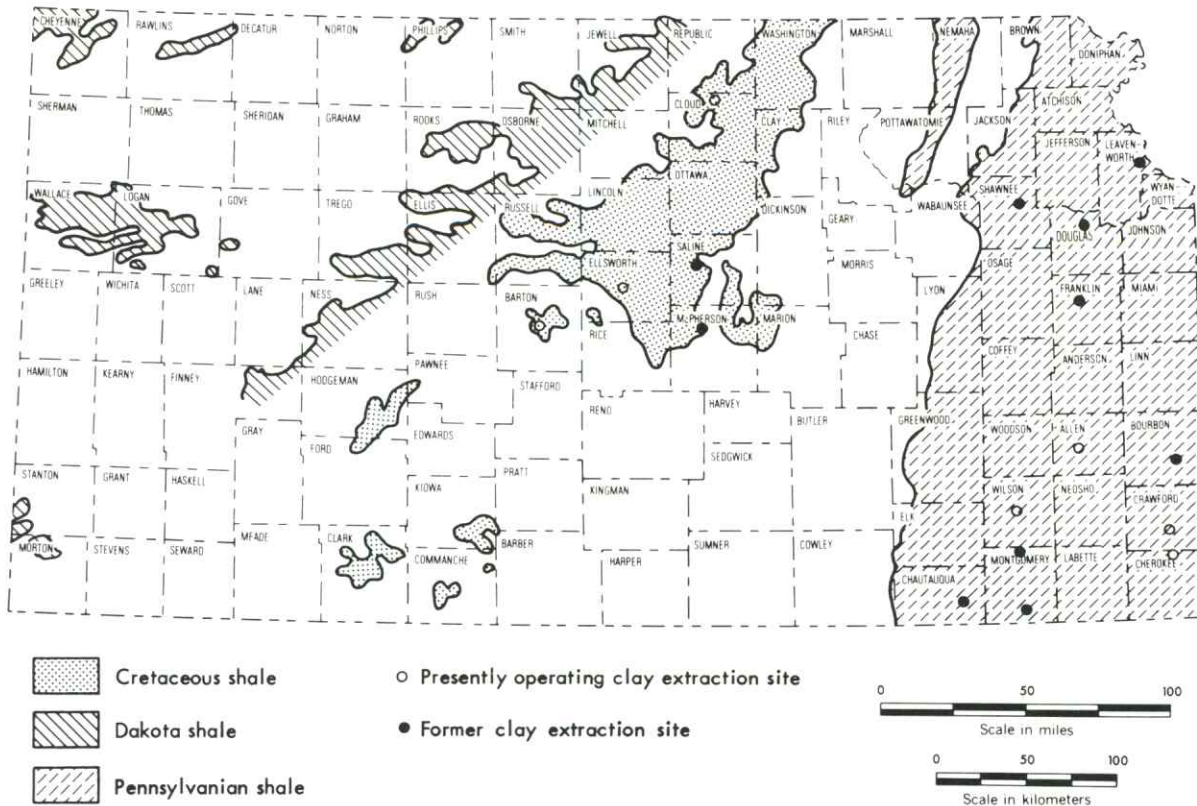 CHEYENNE RAWLINS DECATUR NORTON PHILLIPS SMITH JEWELL REPUBLIC WASHINGTON MARSHALL NEMAHA BROWN
DONIPHAN
SHERMAN THOMAS SHERIDAN GRAHAM ROOKS OSBORNE MITCHELL CLOUD CLAY RILEY POTTAWATOMIE JACKSON ATCHISON
JEFFERSON LEAVEN-
WORTH
WALLACE LOGAN GOVE TREGO ELLIS RUSSELL LINCOLN OTTAWA DICKINSON GEARY WABAUNSEE SHAWNEE WYAN
DOTTE
SALINE DOUGLAS JOHNSON
GREELEY WICHITA SCOTT LANE NESS RUSH BARTON ELLSWORTH MORRIS LYON OSAGE FRANKLIN MIAMI
RICE McPHERSON MARION CHASE
HAMILTON KEARNY FINNEY HODGEMAN PAWNEE STAFFORD COFFEY ANDERSON LINN
GRAY FORD EDWARDS RENO HARVEY BUTLER GREENWOOD WOODSON ALLEN BOURBON
STANTON GRANT HASKELL KIOWA PRATT KINGMAN SEDGWICK ELK WILSON NEOSHO CRAWFORD
MORTON STEVENS SEWARD MEADE CLARK COMMANCHE BARBER HARPER SUMNER COWLEY CHAUTAUQUA MONTGOMERY LABETTE CHEROKEE
Cretaceous shale
Dakota shale
Pennsylvanian shale
Presently operating clay extraction site
Former clay extraction site
0 50 100
Scale in miles
0 50 100
Scale in kilometers